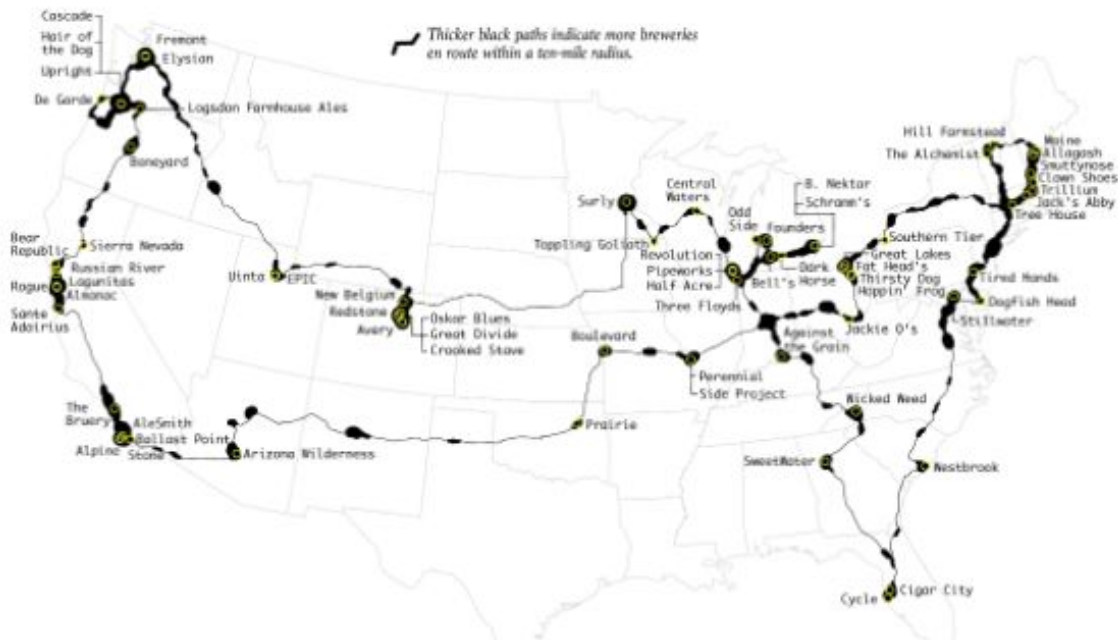 Thicker black paths indicate more breweries
en route within a ten-mile radius.
Cascade
Hair of
the Dog
Upright
De Garde
Fremont
Elysian
Logsdon Farmhouse Ales
Boneyard
Bear
Republic
Sierra Nevada
Russian River
Lagunitas
Rogue
Almanac
Sante
Adairius
The
Bruery
AleSmith
Ballast Point
Alpine
Stone
Arizona Wilderness
Uinta
EPIC
New Belgium
Redstone
Avery
Oskar Blues
Great Divide
Crooked Stave
Surly
Toppling Goliath
Central
Waters
Revolution
Pipeworks
Half Acre
Three Floyds
Odd
Side
Founders
B. Nektar
Schramm's
Dark
Horse
Bell's
Boulevard
Perennial
Side Project
Prairie
Against
the Grain
Jackie O's
Great Lakes
Fat Head's
Thirsty Dog
Hoppin' Frog
Southern Tier
Hill Farmstead
The Alchemist
Maine
Allagash
Smuttynose
Clown Shoes
Trillium
Jack's Abby
Tree House
Tired Hands
DogFish Head
Stillwater
Wicked Weed
SweetWater
Westbrook
Cycle
Cigar City